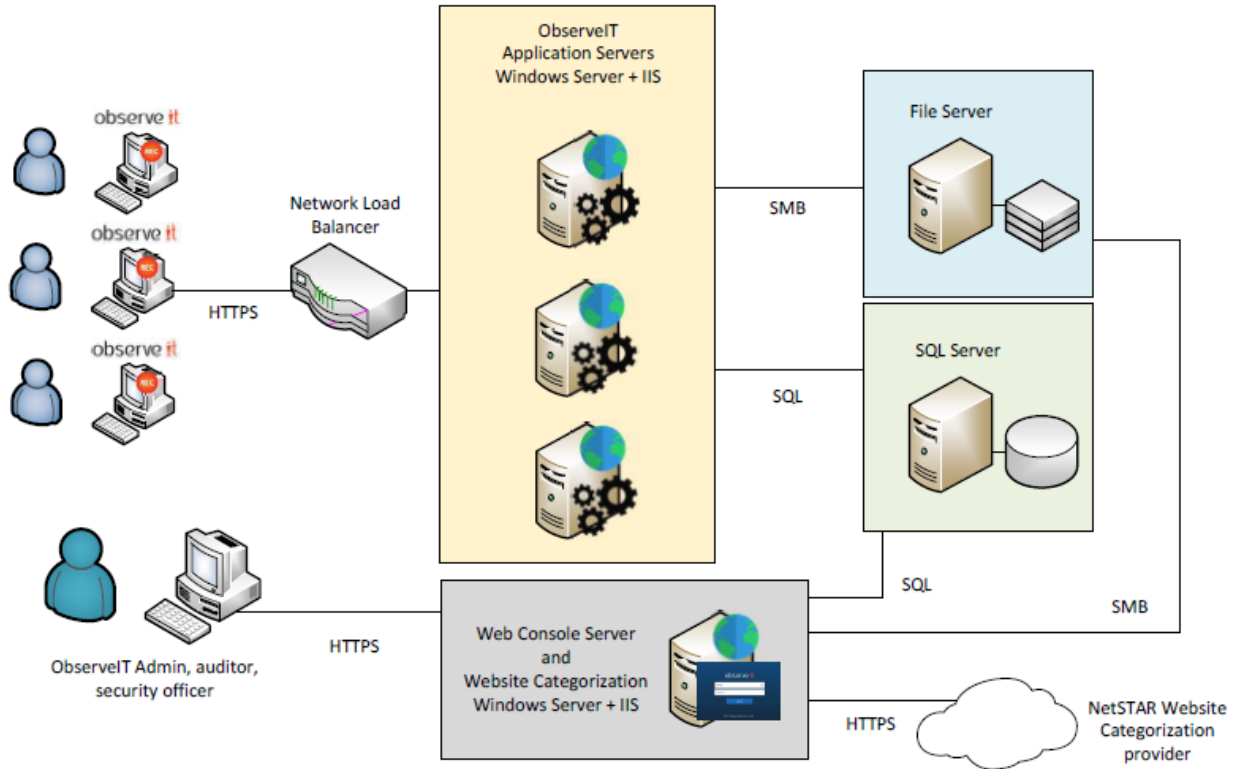 ObserveIT
Application Servers
Windows Server + IIS
File Server
observe it
REC
Network Load
Balancer
SMB
observe it
REC
HTTPS
observe it
REC
SQL Server
SQL
SQL
SMB
HTTPS
Web Console Server
and
Website Categorization
Windows Server + IIS
observe it
ObserveIT Admin, auditor,
security officer
HTTPS
NetSTAR Website
Categorization
provider